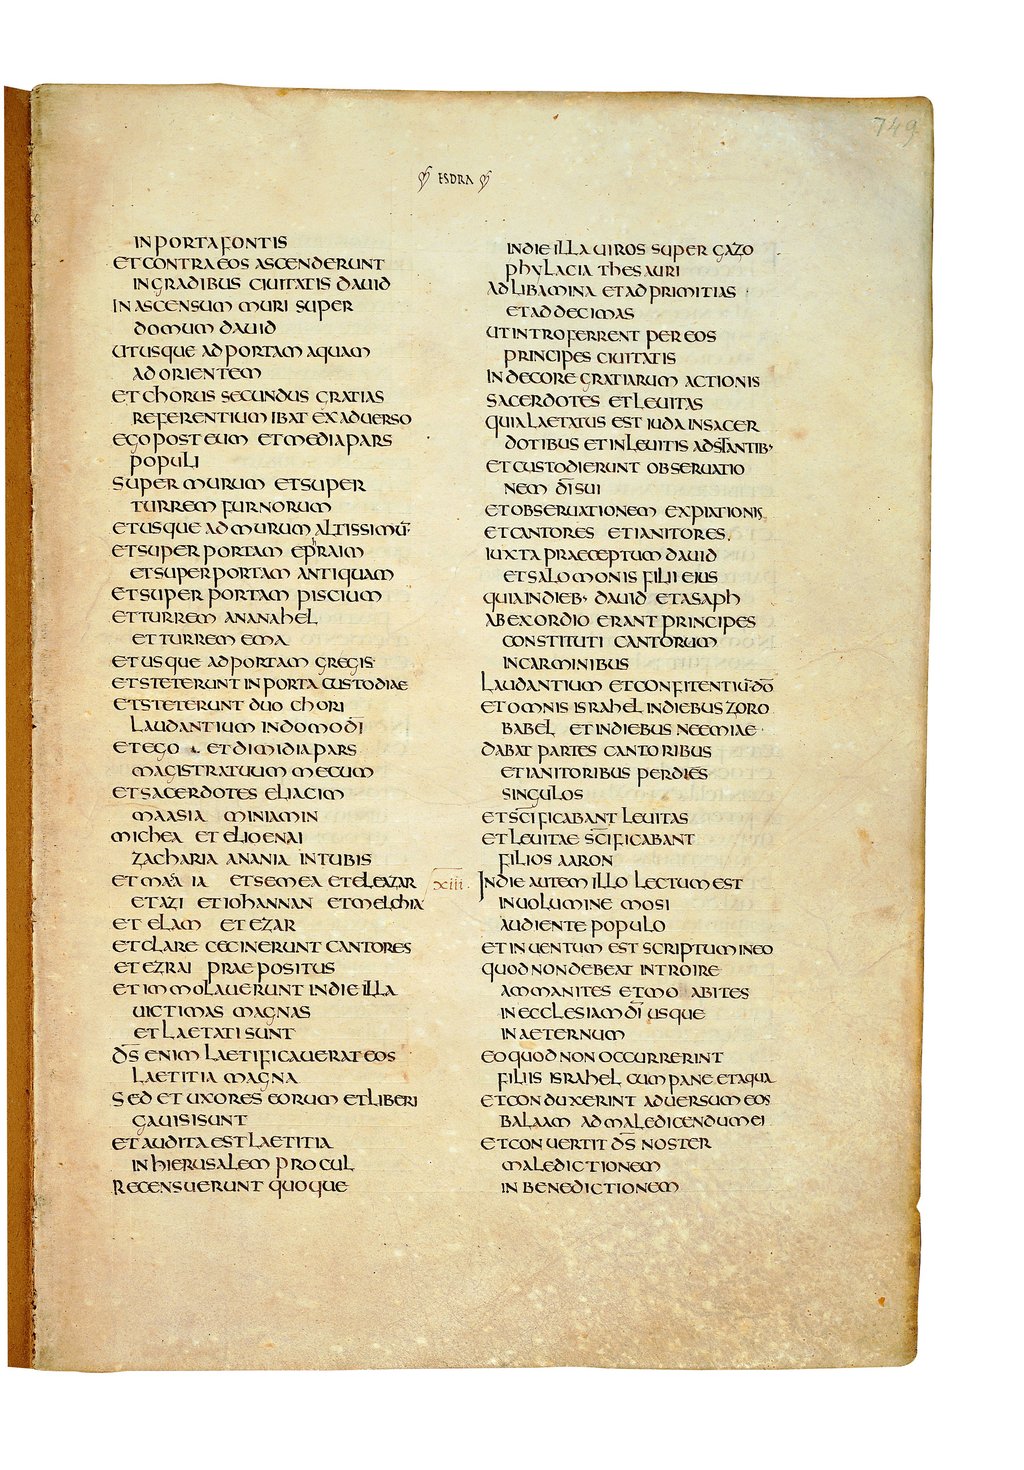 749
ESDRA
IN PORTA FONTIS
ET CONTRA EOS ASCENDERUNT
IN GRADIBUS CIUITATIS DAUID
IN ASCENSUM MURI SUPER
DOMUM DAUID
UT USQUE AD PORTAM AQUAM
AD ORIENTEM
ET CHORUS SECUNDUS GRATIAS
REFERENTIUM IBAT EX ADUERSO
EGO POST EUM ET MEDIA PARS
POPULI
SUPER MURUM ET SUPER
TURREM FURNORUM
ET USQUE AD MURUM ALTISSIMŪ
ET SUPER PORTAM EPhRAIM
ET SUPER PORTAM ANTIQUAM
ET SUPER PORTAM PISCIUM
ET TURREM ANANAHEL
ET TURREM EMA
ET USQUE AD PORTAM GREGIS
ET STETERUNT IN PORTA CUSTODIAE
ET STETERUNT DUO CHORI
LAUDANTIUM IN DOMO D̄I
ET EGO ET DIMIDIA PARS
MAGISTRATUUM MECUM
ET SACERDOTES ELIACIM
MAASIA MINIAMIN
MICHEA ET ELIOENAI
ZACHARIA ANANIA IN TUBIS
ET MAA IA ET SEMEA ET ELEAZAR
ET AZI ET IOHANNAN ET MELCHIA
ET ELAM ET EZAR
ET CLARE CECINERUNT CANTORES
ET EZRAI PRAEPOSITUS
ET IMMOLAUERUNT IN DIE ILLA
UICTIMAS MAGNAS
ET LAETATI SUNT
D̄S ENIM LAETIFICAUERAT EOS
LAETITIA MAGNA
SED ET UXORES EORUM ET LIBERI
GAUISI SUNT
ET AUDITA EST LAETITIA
IN HIERUSALEM PROCUL
RECENSUERUNT QUOQUE
IN DIE ILLA UIROS SUPER GAZO
PHYLACIA THESAURI
AD LIBAMINA ET AD PRIMITIAS
ET AD DECIMAS
UT INTROFERRENT PER EOS
PRINCIPES CIUITATIS
IN DECORE GRATIARUM ACTIONIS
SACERDOTES ET LEUITAS
QUIA LAETATUS EST IUDA IN SACER
DOTIBUS ET IN LEUITIS ADSTANTIB·
ET CUSTODIERUNT OBSERUATIO
NEM D̄I SUI
ET OBSERUATIONEM EXPIATIONIS
ET CANTORES ET IANITORES
IUXTA PRAECEPTUM DAUID
ET SALOMONIS FILII EIUS
QUIA IN DIEB· DAUID ET ASAPH
AB EXORDIO ERANT PRINCIPES
CONSTITUTI CANTORUM
IN CARMINIBUS
LAUDANTIUM ET CONFITENTIŪ D̄O
ET OMNIS ISRAHEL IN DIEBUS ZORO
BABEL ET IN DIEBUS NEEMIAE
DABAT PARTES CANTORIBUS
ET IANITORIBUS PER DIES
SINGULOS
ET SC̄IFICABANT LEUITAS
ET LEUITAE SC̄IFICABANT
FILIOS AARON
xiii. IN DIE AUTEM ILLO LECTUM EST
IN UOLUMINE MOSI
AUDIENTE POPULO
ET INUENTUM EST SCRIPTUM IN EO
QUOD NON DEBEAT INTROIRE
AMMANITES ET MO ABITES
IN ECCLESIAM D̄I USQUE
IN AETERNUM
EO QUOD NON OCCURRERINT
FILIIS ISRAHEL CUM PANE ET AQUA
ET CONDUXERINT ADUERSUM EOS
BALAAM AD MALEDICENDUM EI
ET CONUERTIT D̄S NOSTER
MALEDICTIONEM
IN BENEDICTIONEM